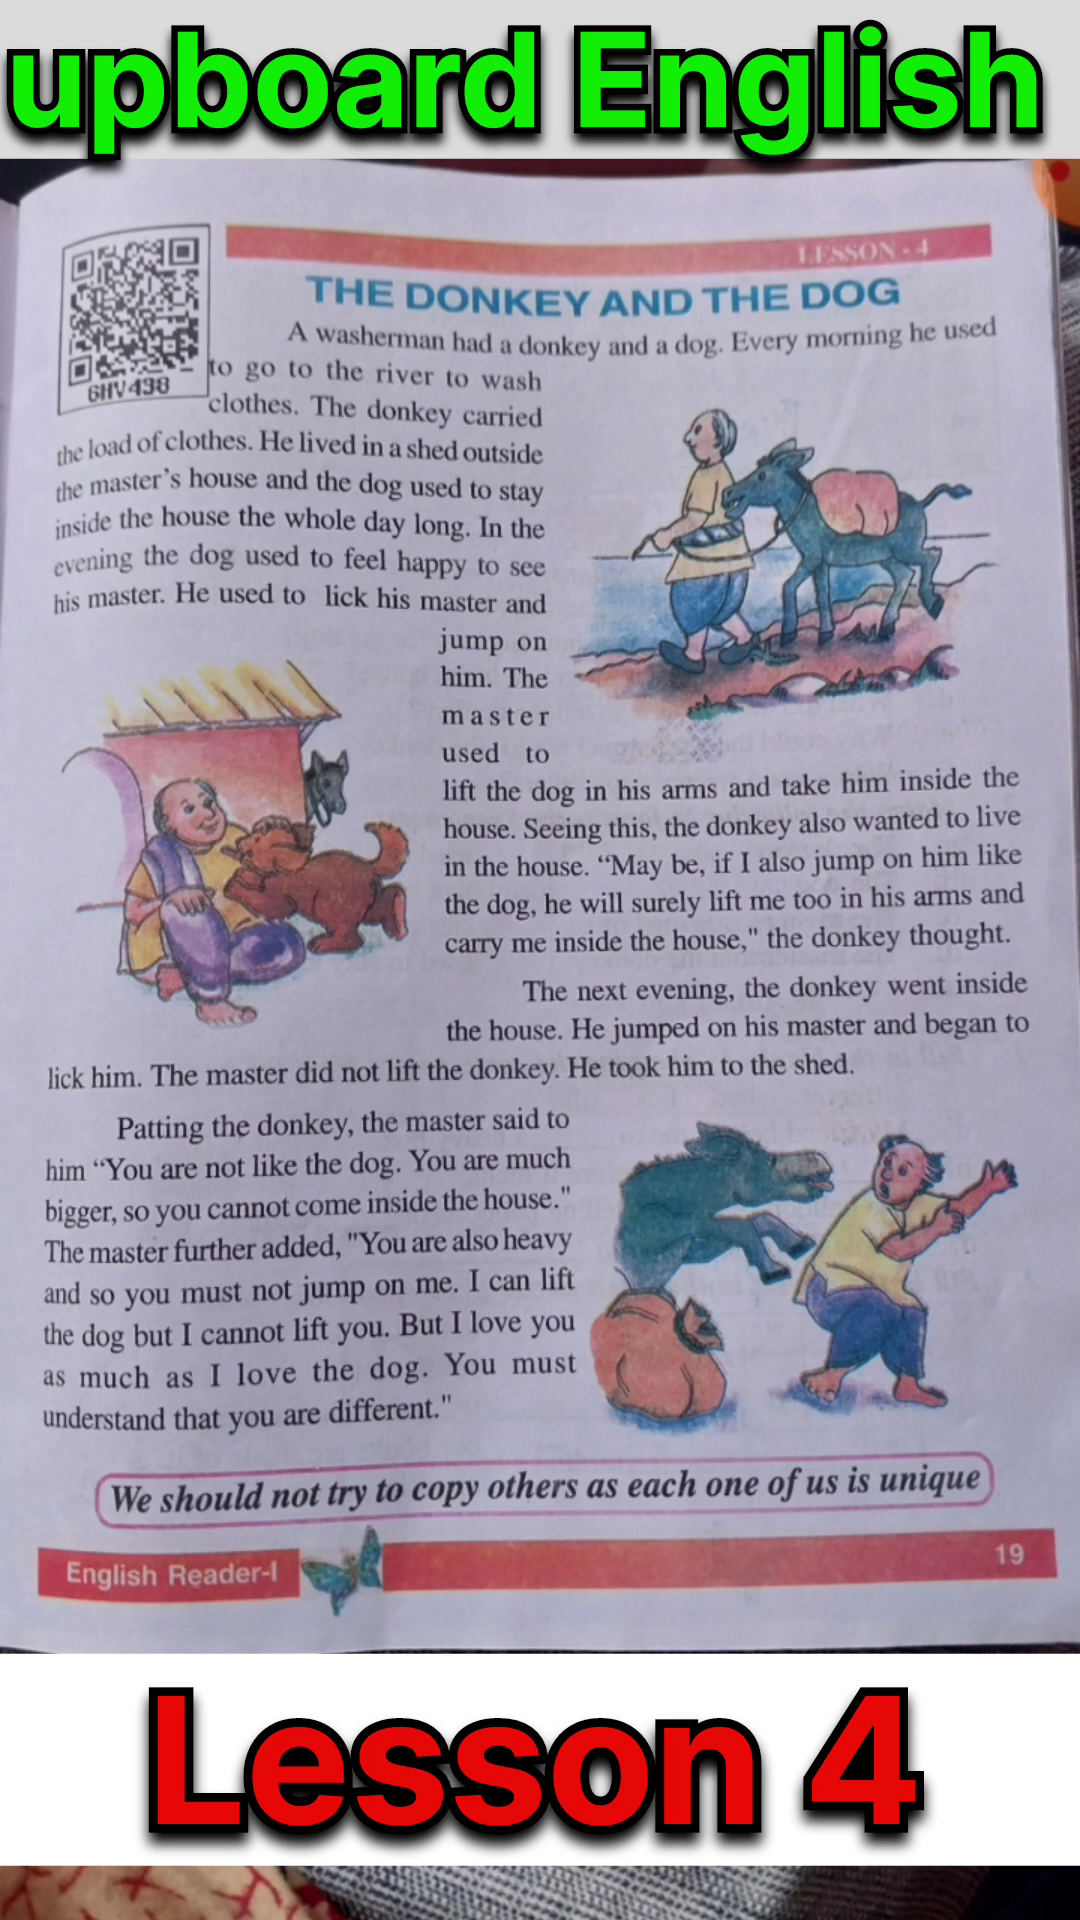 upboard English
LESSON - 4
THE DONKEY AND THE DOG
6HV438
A washerman had a donkey and a dog. Every morning he used
to go to the river to wash
clothes. The donkey carried
the load of clothes. He lived in a shed outside
the master's house and the dog used to stay
inside the house the whole day long. In the
evening the dog used to feel happy to see
his master. He used to lick his master and
jump on
him. The
master
used to
lift the dog in his arms and take him inside the
house. Seeing this, the donkey also wanted to live
in the house. “May be, if I also jump on him like
the dog, he will surely lift me too in his arms and
carry me inside the house," the donkey thought.
The next evening, the donkey went inside
the house. He jumped on his master and began to
lick him. The master did not lift the donkey. He took him to the shed.
Patting the donkey, the master said to
him “You are not like the dog. You are much
bigger, so you cannot come inside the house."
The master further added, "You are also heavy
and so you must not jump on me. I can lift
the dog but I cannot lift you. But I love you
as much as I love the dog. You must
understand that you are different."
We should not try to copy others as each one of us is unique
English Reader-I
19
Lesson 4